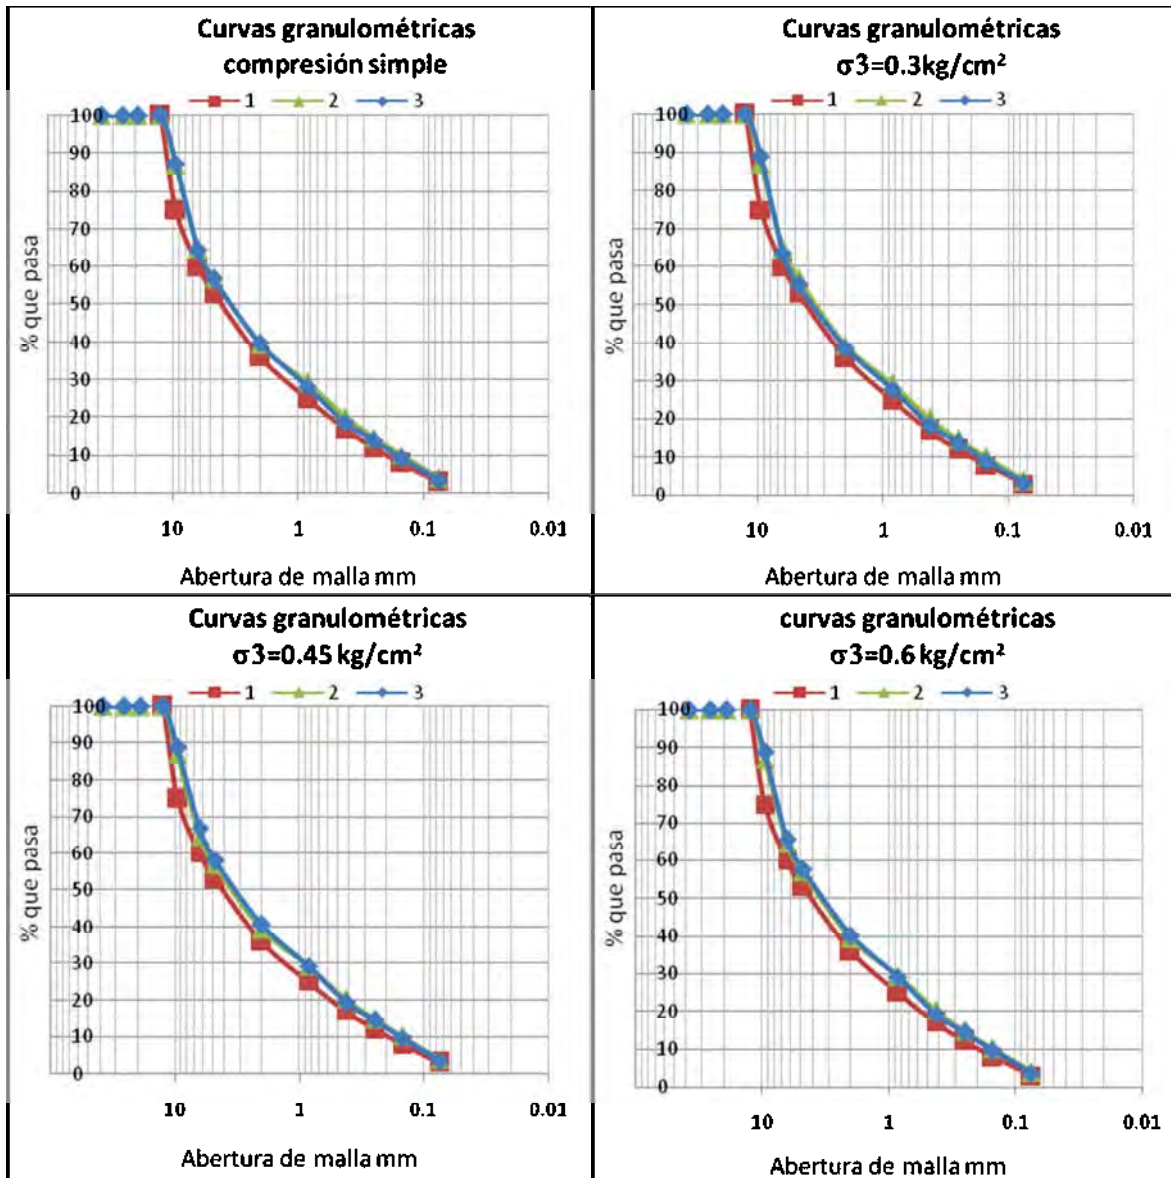 Curvas granulométricas
compresión simple
1 2 3
100
90
80
70
60
50
40
30
20
10
0
% que pasa
10 1 0.1 0.01
Abertura de malla mm
Curvas granulométricas
σ3=0.3kg/cm²
1 2 3
100
90
80
70
60
50
40
30
20
10
0
% que pasa
10 1 0.1 0.01
Abertura de malla mm
Curvas granulométricas
σ3=0.45 kg/cm²
1 2 3
100
90
80
70
60
50
40
30
20
10
0
% que pasa
10 1 0.1 0.01
Abertura de malla mm
curvas granulométricas
σ3=0.6 kg/cm²
1 2 3
100
90
80
70
60
50
40
30
20
10
0
% que pasa
10 1 0.1 0.01
Abertura de malla mm